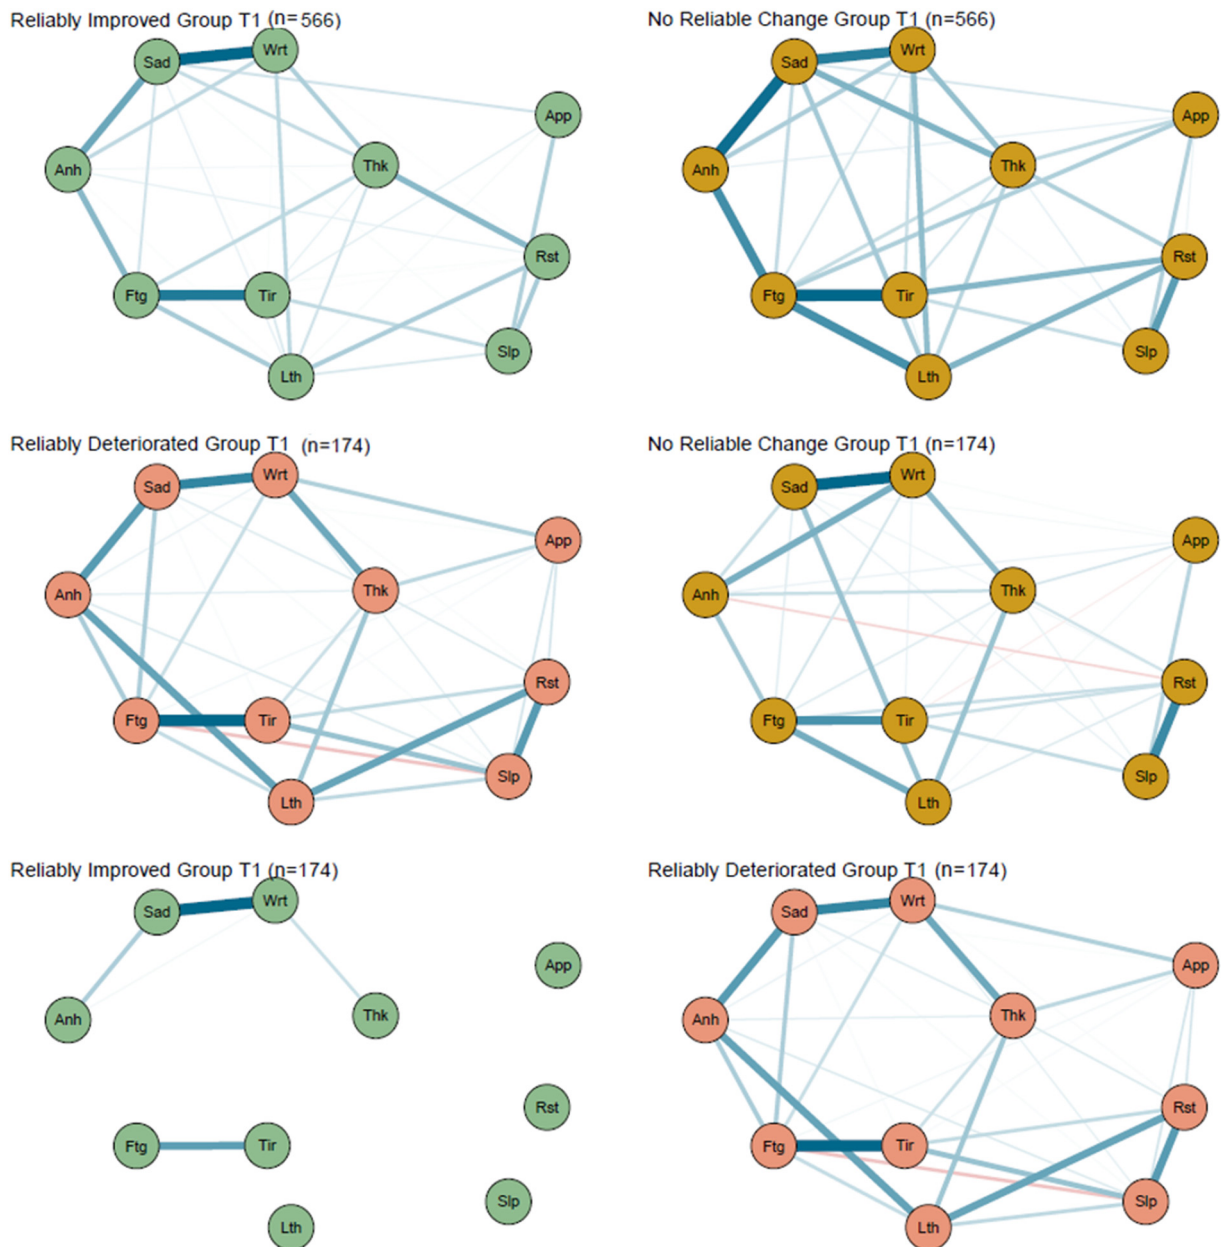 Reliably Improved Group T1 (n=566)
No Reliable Change Group T1 (n=566)
Sad
Wrt
App
Thk
Anh
Rst
Ftg
Tir
Slp
Lth
Sad
Wrt
App
Thk
Anh
Rst
Ftg
Tir
Slp
Lth
Reliably Deteriorated Group T1 (n=174)
No Reliable Change Group T1 (n=174)
Sad
Wrt
App
Thk
Anh
Rst
Ftg
Tir
Slp
Lth
Sad
Wrt
App
Thk
Anh
Rst
Ftg
Tir
Slp
Lth
Reliably Improved Group T1 (n=174)
Reliably Deteriorated Group T1 (n=174)
Sad
Wrt
App
Thk
Anh
Rst
Ftg
Tir
Slp
Lth
Sad
Wrt
App
Thk
Anh
Rst
Ftg
Tir
Slp
Lth